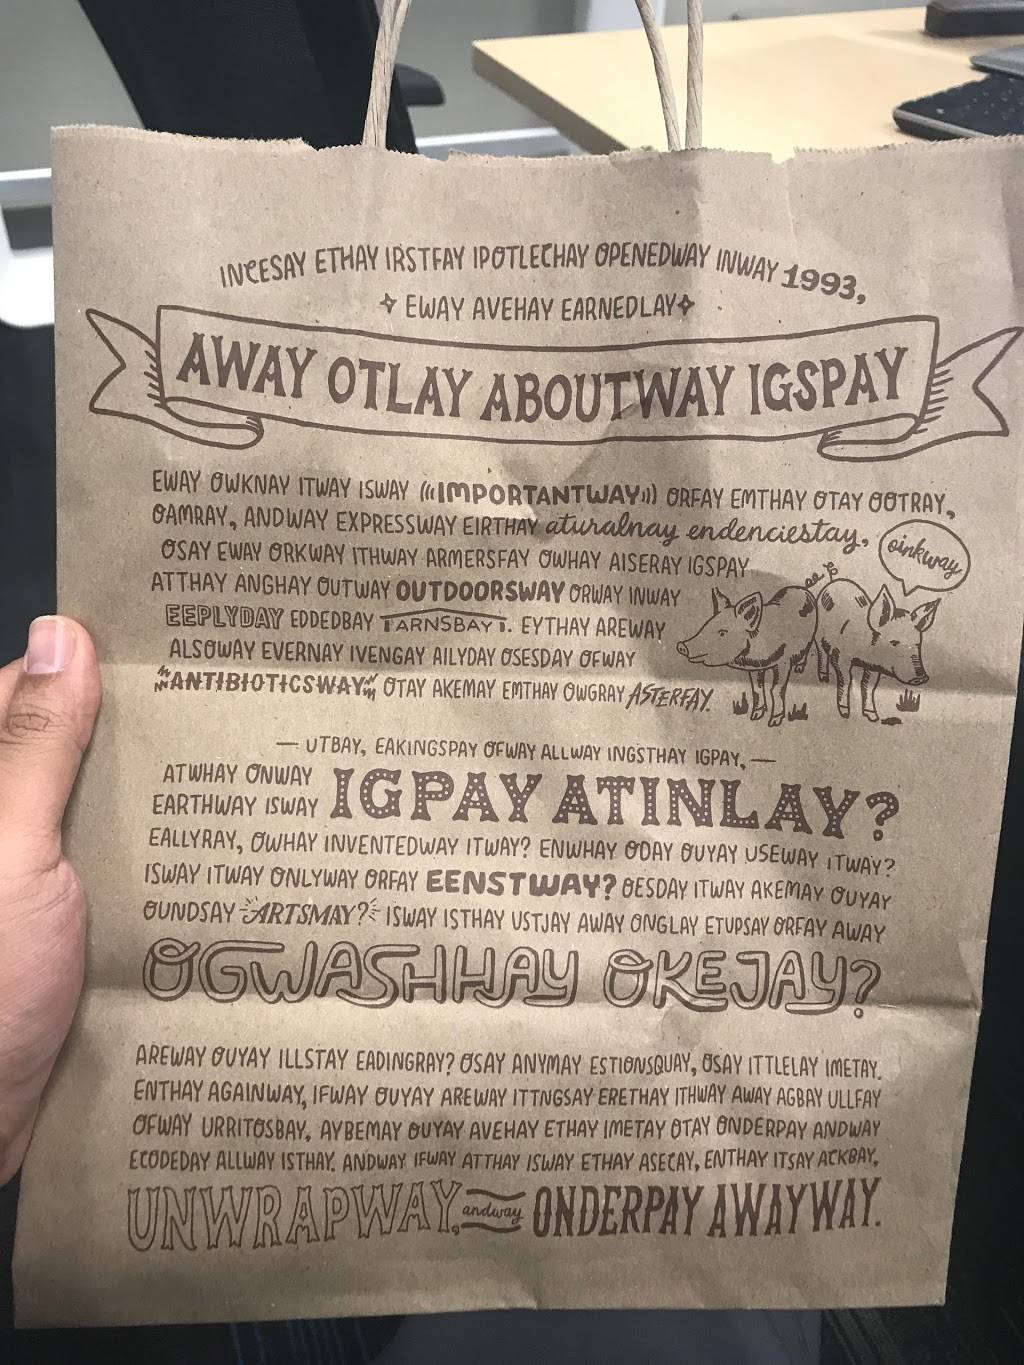 INCESAY ETHAY IRSTFAY IPOTLECHAY OPENEDWAY INWAY 1993,
EWAY AVEHAY EARNEDLAY
AWAY OTLAY ABOUTWAY IGSPAY
EWAY OWKNAY ITWAY ISWAY (((IMPORTANTWAY))) ORFAY EMTHAY OTAY OOTRAY,
OAMRAY, ANDWAY EXPRESSWAY EIRTHAY aturalnay endenciestay,
oinkway
OSAY EWAY ORKWAY ITHWAY ARMERSFAY OWHAY AISERAY IGSPAY
ATTHAY ANGHAY OUTWAY OUTDOORSWAY ORWAY INWAY
EEPLYDAY EDDEDBAY ARNSBAY. EYTHAY AREWAY
ALSOWAY EVERNAY IVENGAY AILYDAY OSESDAY OFWAY
ANTIBIOTICSWAY OTAY AKEMAY EMTHAY OWGRAY ASTERFAY.
— UTBAY, EAKINGSPAY OFWAY ALLWAY INGSTHAY IGPAY, —
ATWHAY ONWAY
EARTHWAY ISWAY IGPAY ATINLAY?
EALLYRAY, OWHAY INVENTEDWAY ITWAY? ENWHAY ODAY OUYAY USEWAY ITWAY?
ISWAY ITWAY ONLYWAY ORFAY EENSTWAY? OESDAY ITWAY AKEMAY OUYAY
OUNDSAY ARTSMAY? ISWAY ISTHAY USTJAY AWAY ONGLAY ETUPSAY ORFAY AWAY
OGWASHHAY OKEJAY?
AREWAY OUYAY ILLSTAY EADINGRAY? OSAY ANYMAY ESTIONSQUAY, OSAY ITTLELAY IMETAY.
ENTHAY AGAINWAY, IFWAY OUYAY AREWAY ITTNGSAY ERETHAY ITHWAY AWAY AGBAY ULLFAY
OFWAY URRITOSBAY, AYBEMAY OUYAY AVEHAY ETHAY IMETAY OTAY ONDERPAY ANDWAY
ECODEDAY ALLWAY ISTHAY. ANDWAY IFWAY ATTHAY ISWAY ETHAY ASECAY, ENTHAY ITSAY ACKBAY,
UNWRAPWAY, andway ONDERPAY AWAYWAY.